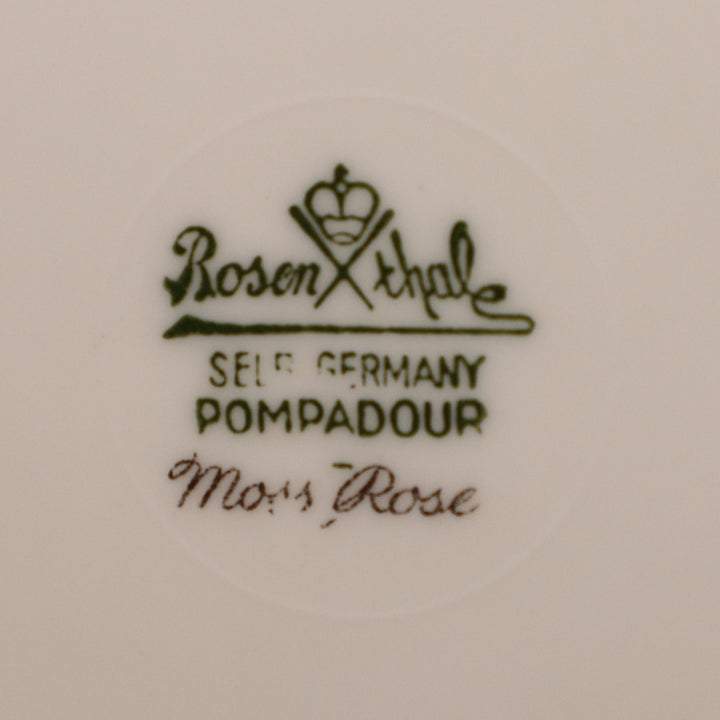 Rosenthal
SELB GERMANY
POMPADOUR
Moss Rose